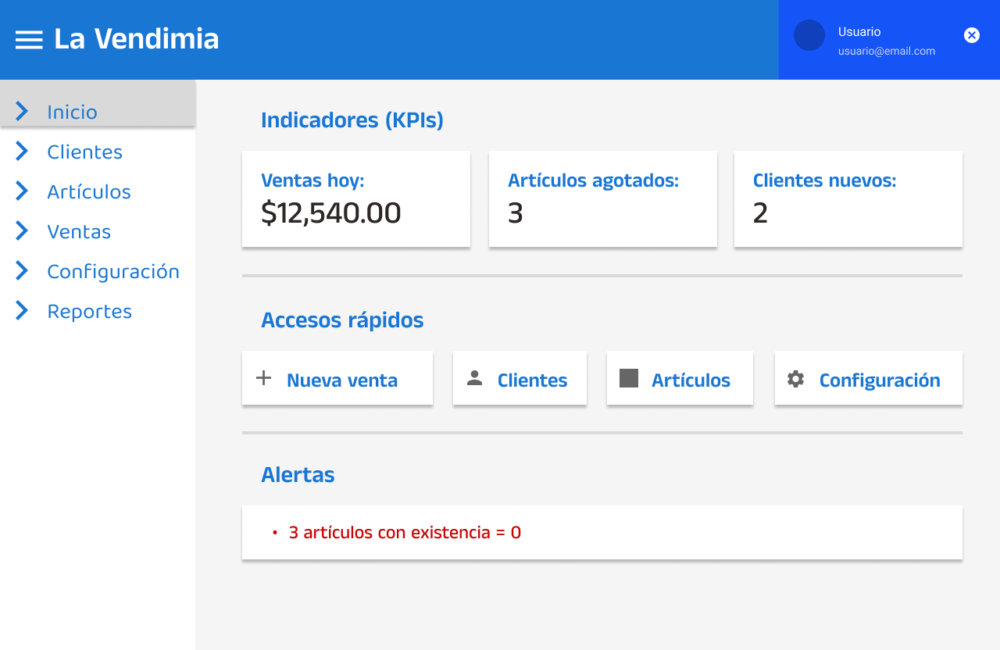 La Vendimia
Usuario
usuario@email.com
Inicio
Clientes
Artículos
Ventas
Configuración
Reportes
Indicadores (KPIs)
Ventas hoy:
$12,540.00
Artículos agotados:
3
Clientes nuevos:
2
Accesos rápidos
Nueva venta
Clientes
Artículos
Configuración
Alertas
• 3 artículos con existencia = 0